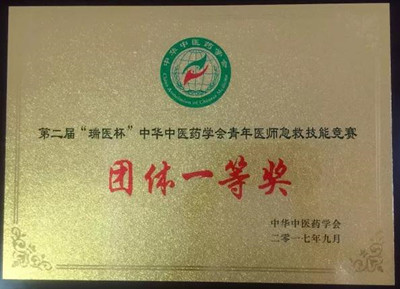 中华中医药学会
China Association of Chinese Medicine
第二届“瑞医杯”中华中医药学会青年医师急救技能竞赛
团体一等奖
中华中医药学会
二零一七年九月